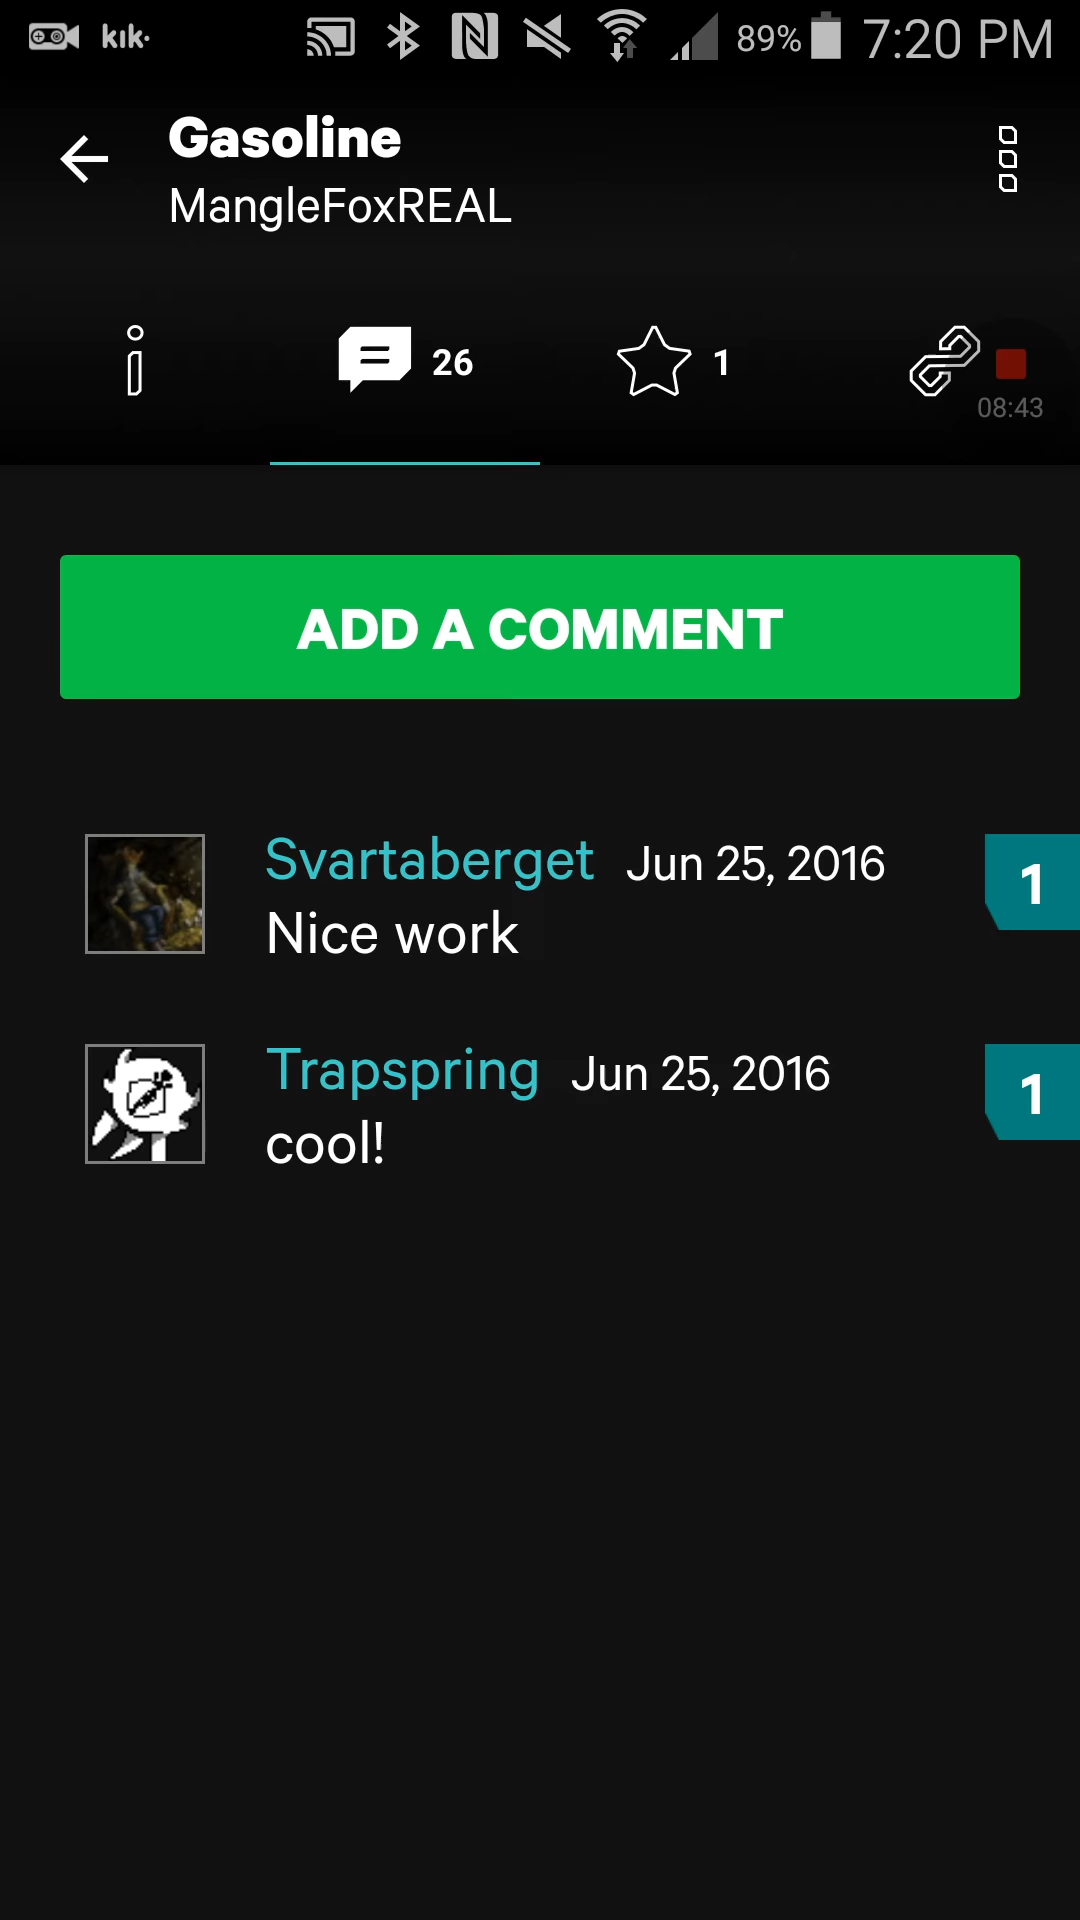 kik·
89%
7:20 PM
Gasoline
MangleFoxREAL
26
1
08:43
ADD A COMMENT
Svartaberget Jun 25, 2016
1
Nice work
Trapspring Jun 25, 2016
1
cool!